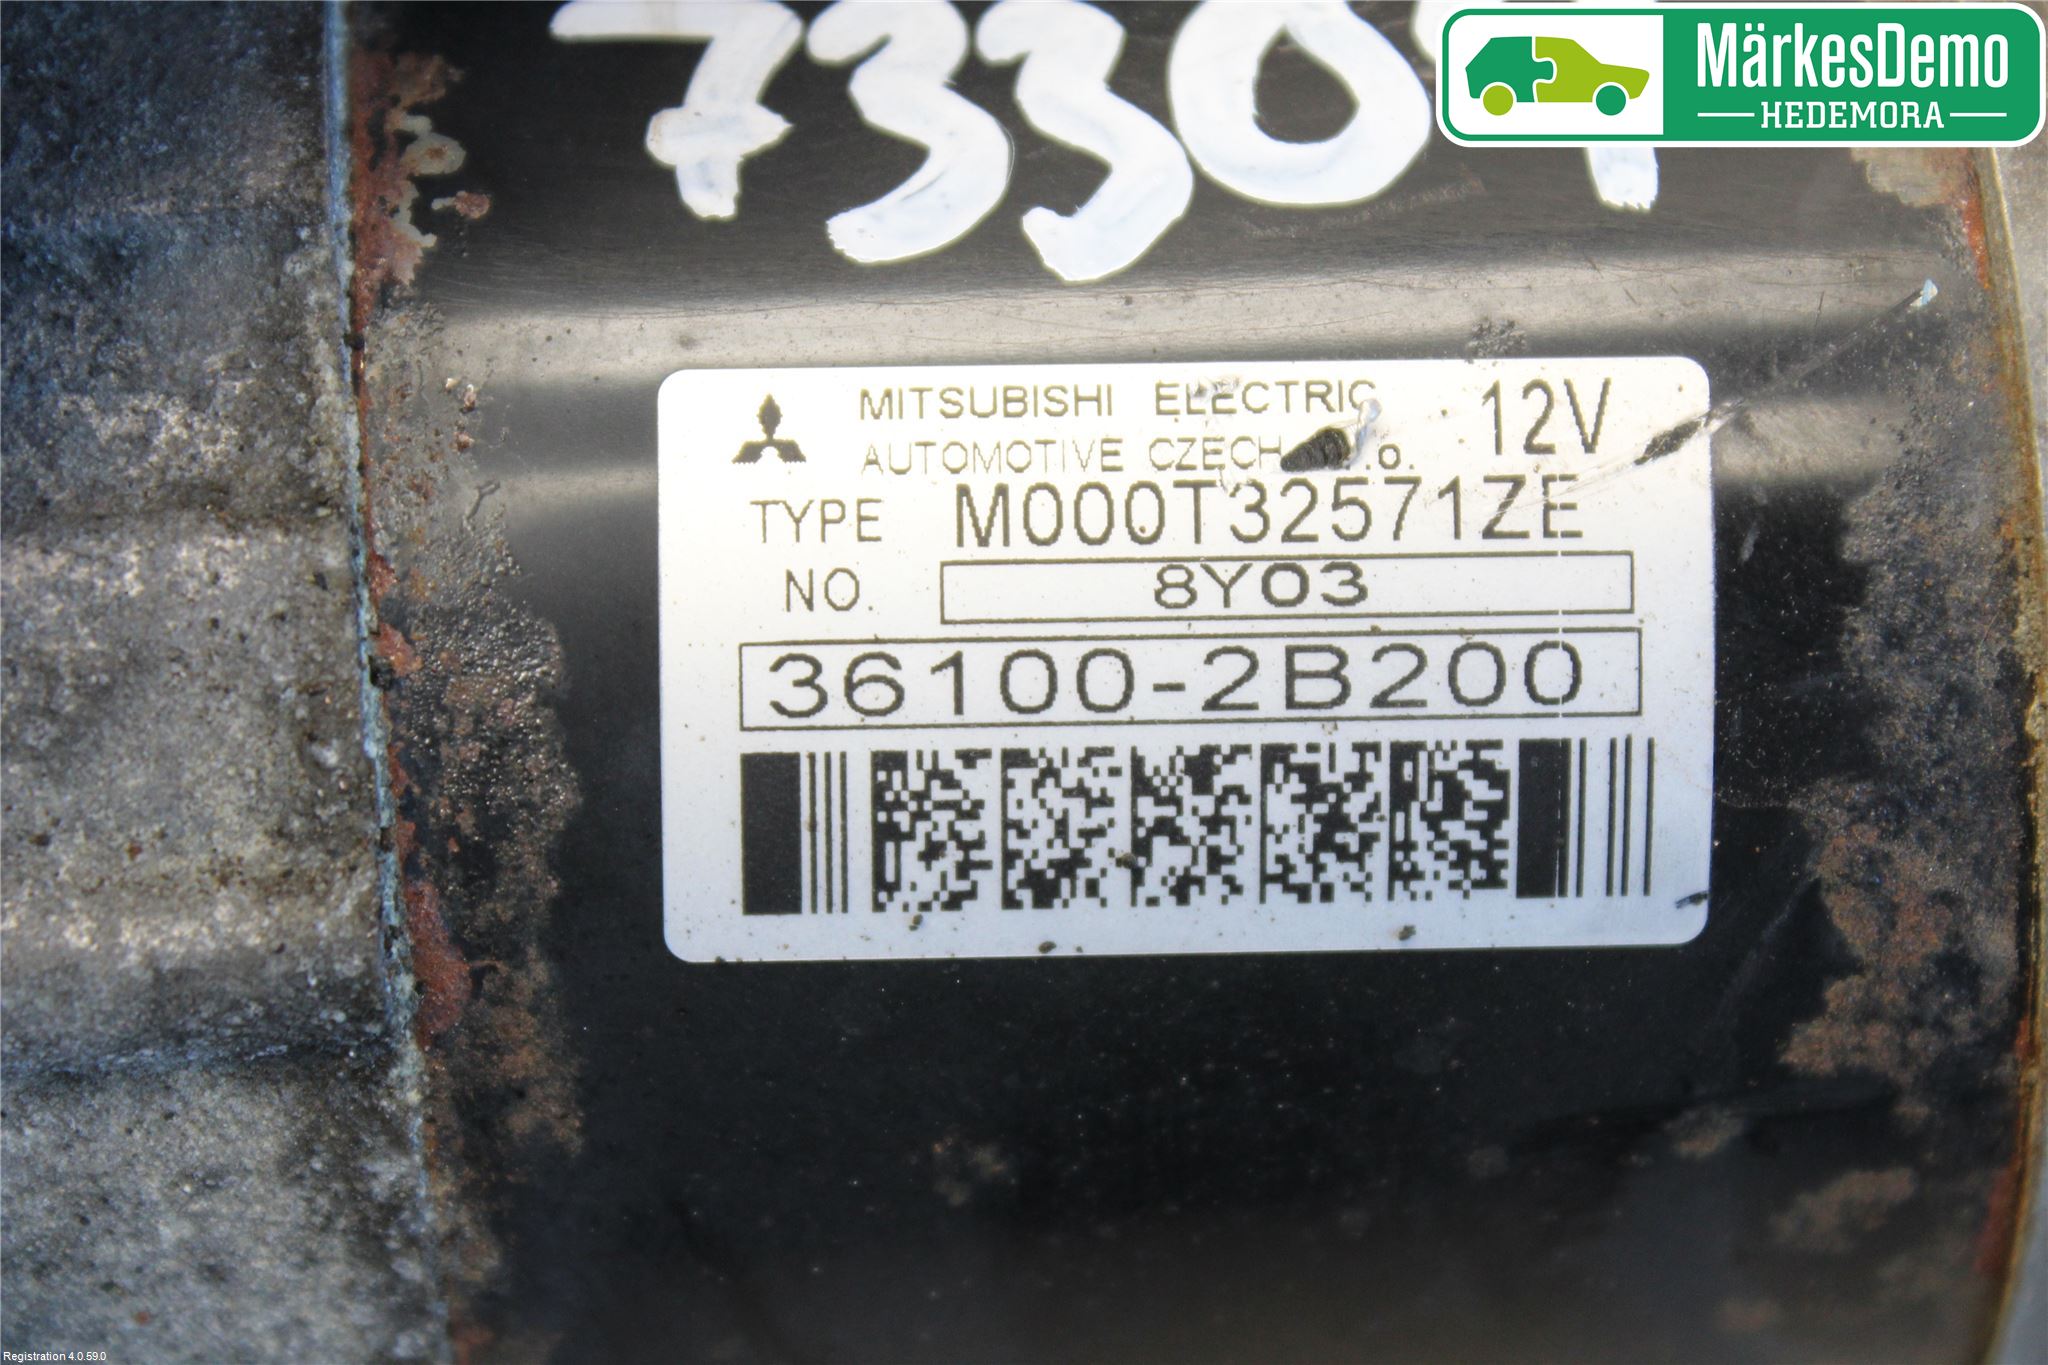 MärkesDemo
HEDEMORA
MITSUBISHI ELECTRIC 12V
AUTOMOTIVE CZECH .o.
TYPE M000T32571ZE
NO. 8Y03
36100-2B200
Registration 4.0.59.0